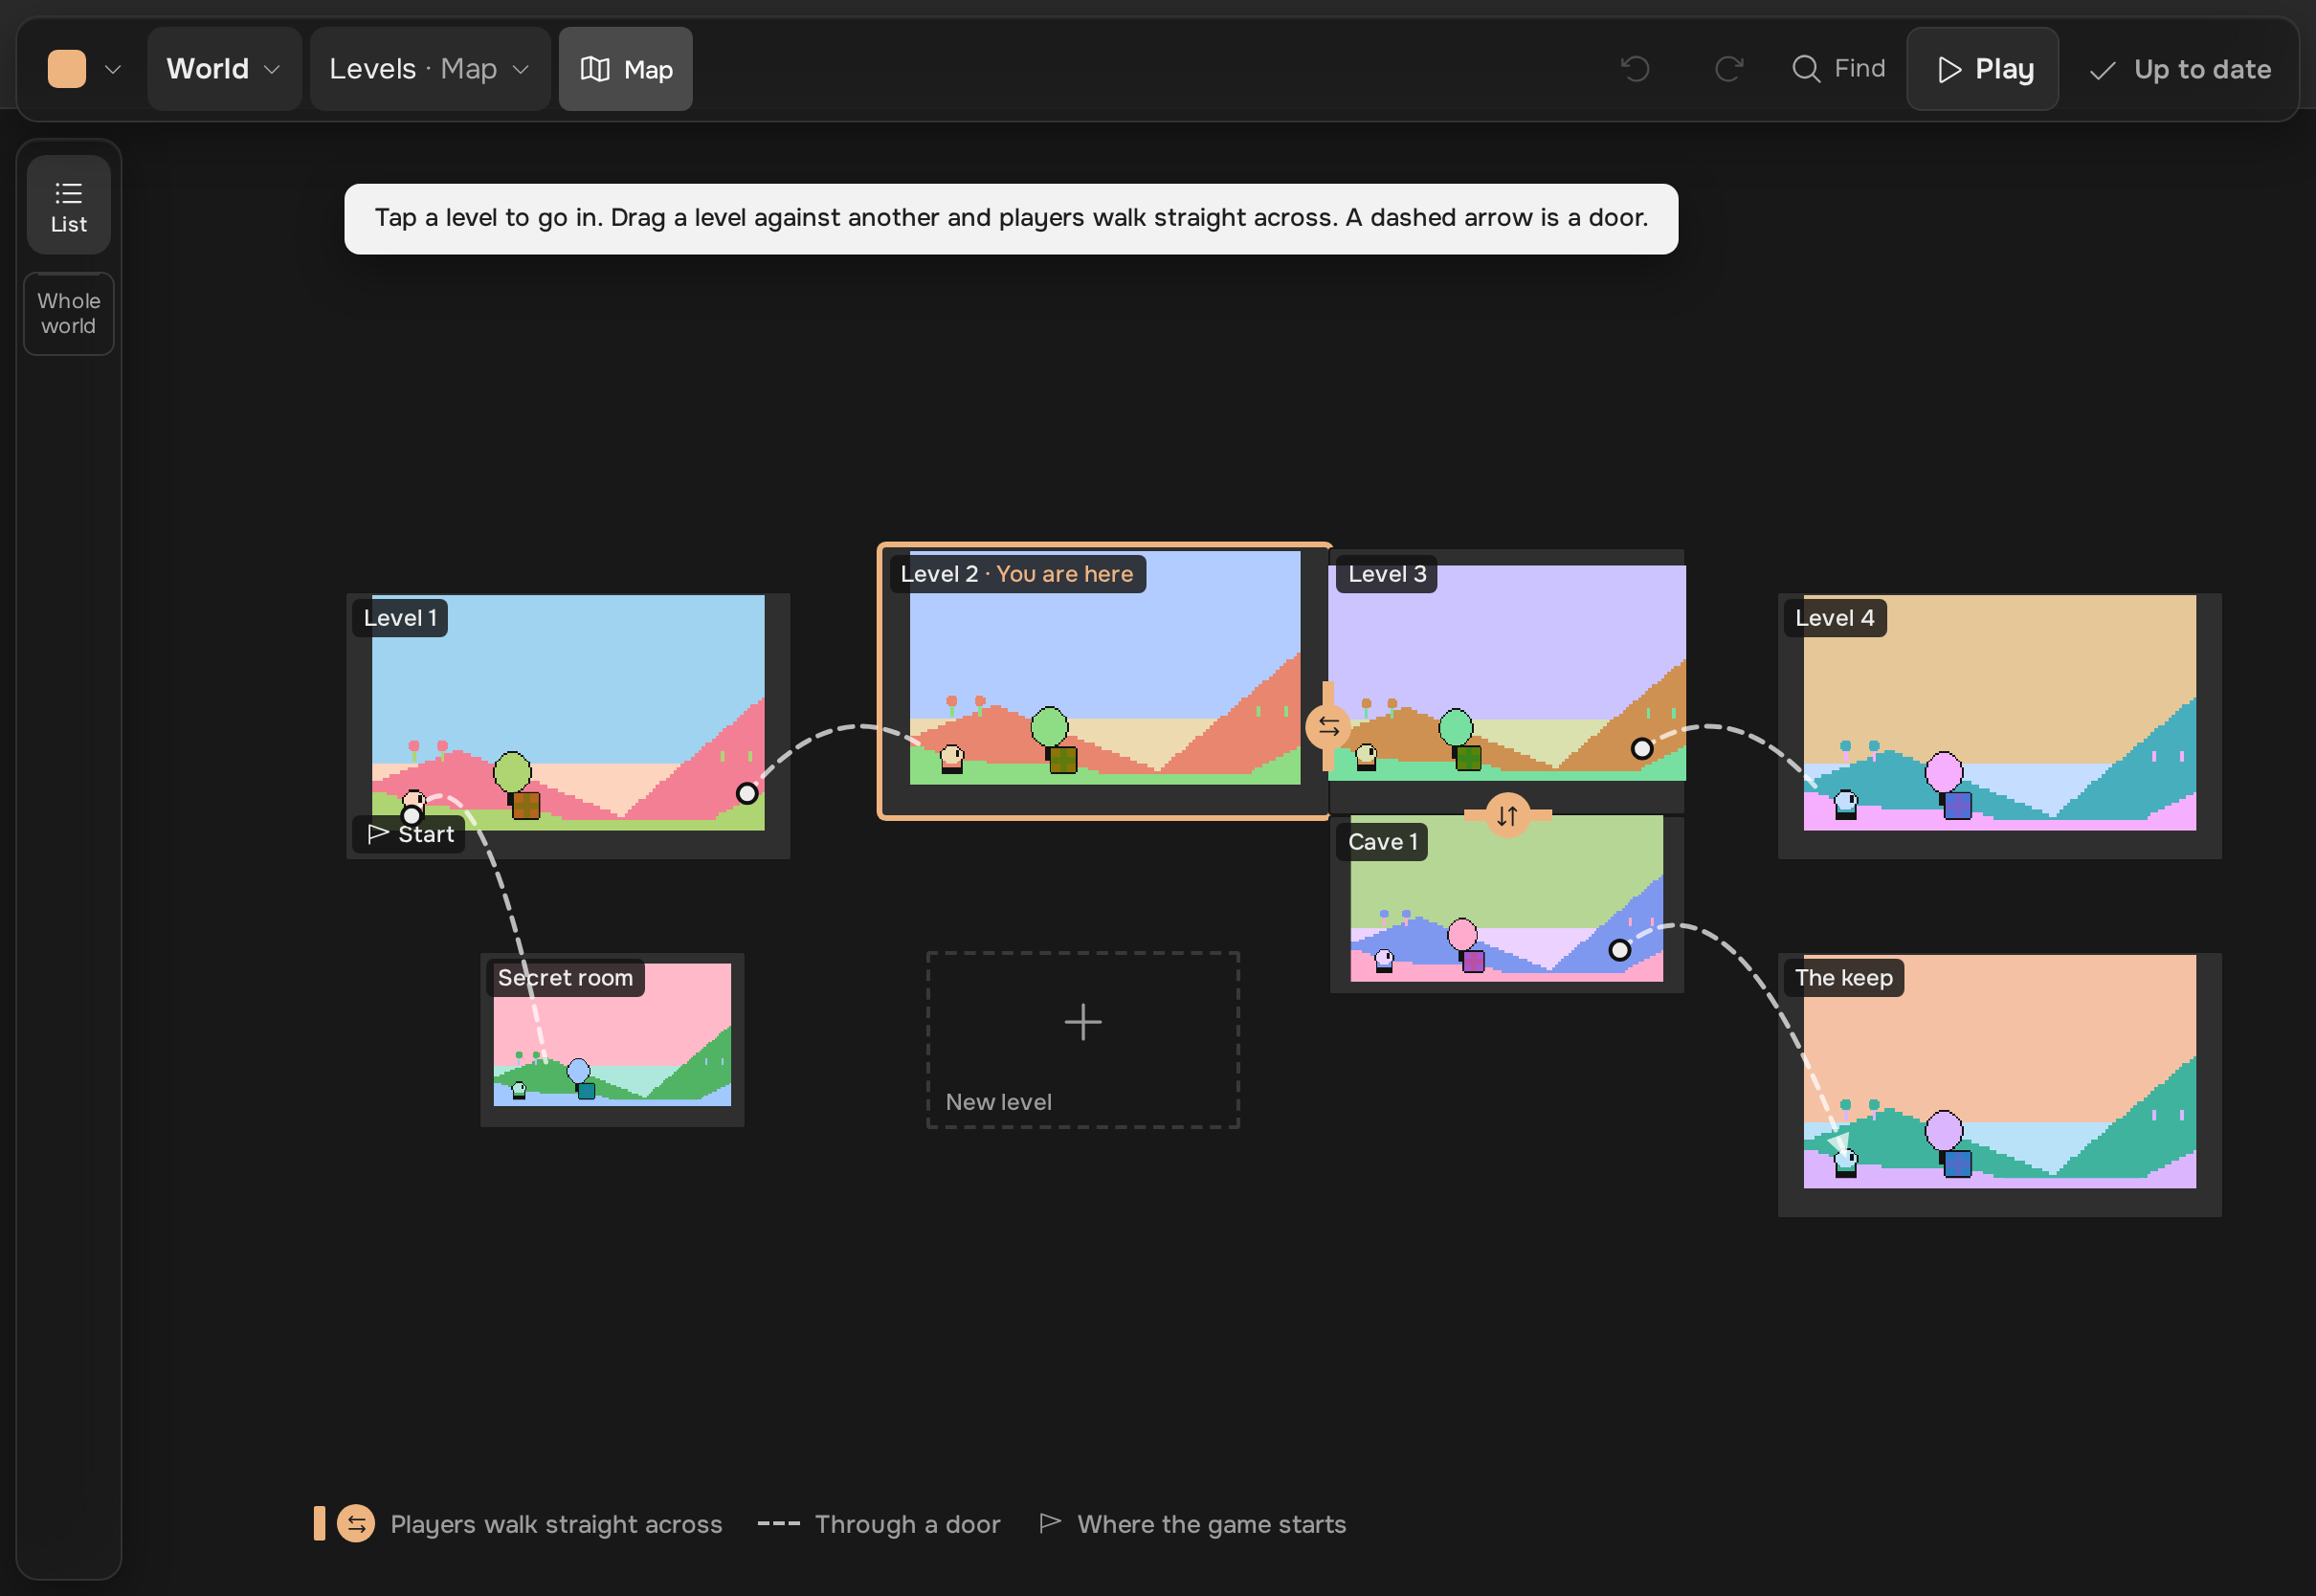 World
Levels · Map
Map
Find
Play
Up to date
List
Whole
world
Tap a level to go in. Drag a level against another and players walk straight across. A dashed arrow is a door.
Level 1
Start
Level 2 · You are here
Level 3
Level 4
Cave 1
Secret room
New level
The keep
Players walk straight across
Through a door
Where the game starts